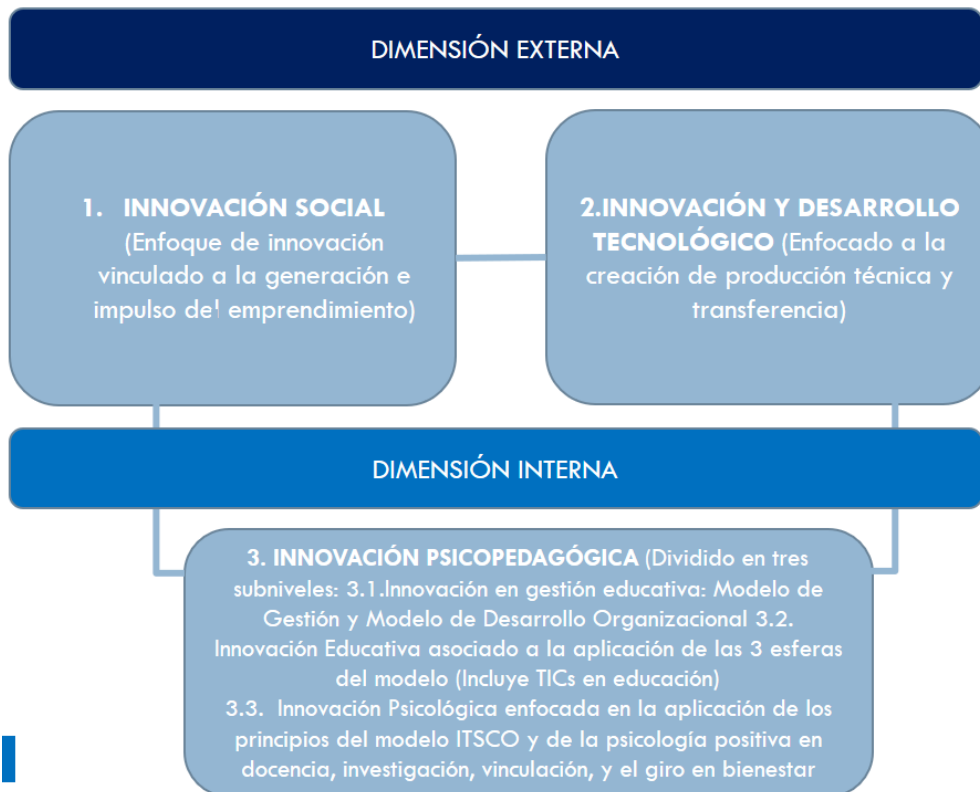 DIMENSIÓN EXTERNA
1. INNOVACIÓN SOCIAL
(Enfoque de innovación
vinculado a la generación e
impulso del emprendimiento)
2.INNOVACIÓN Y DESARROLLO
TECNOLÓGICO (Enfocado a la
creación de producción técnica y
transferencia)
DIMENSIÓN INTERNA
3. INNOVACIÓN PSICOPEDAGÓGICA (Dividido en tres
subniveles: 3.1.Innovación en gestión educativa: Modelo de
Gestión y Modelo de Desarrollo Organizacional 3.2.
Innovación Educativa asociado a la aplicación de las 3 esferas
del modelo (Incluye TICs en educación)
3.3. Innovación Psicológica enfocada en la aplicación de los
principios del modelo ITSCO y de la psicología positiva en
docencia, investigación, vinculación, y el giro en bienestar